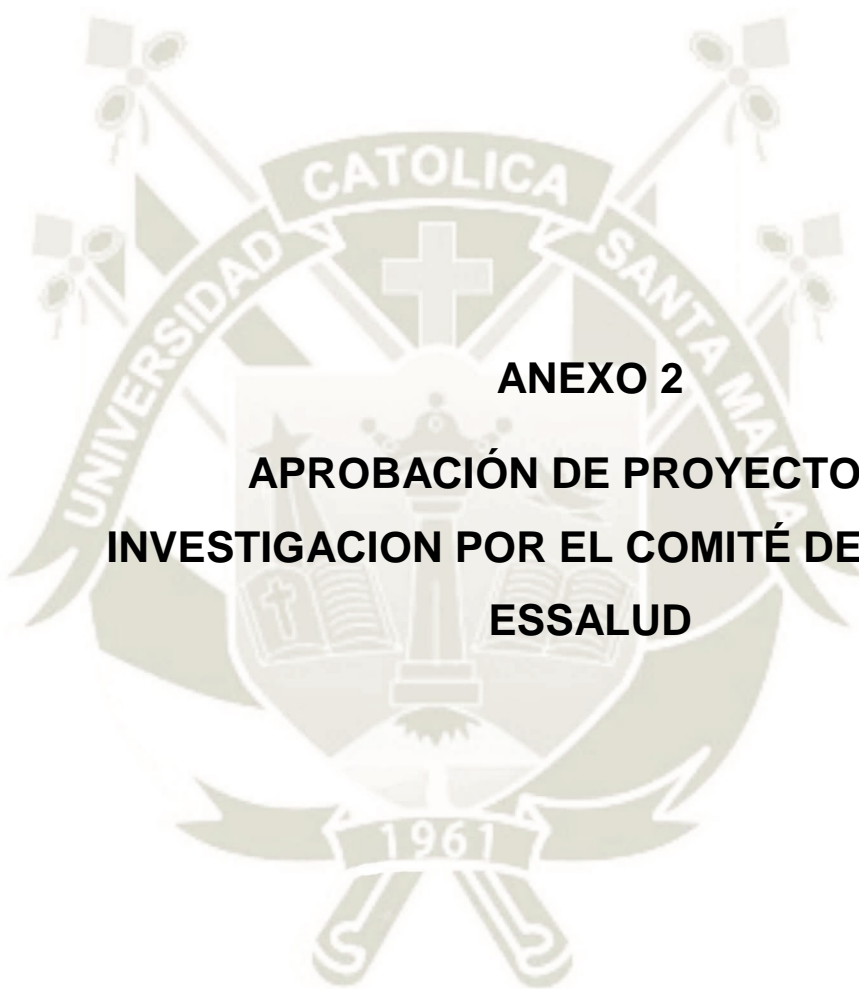 CATOLICA
UNIVERSIDAD
SANTA MARIA
ANEXO 2
APROBACIÓN DE PROYECTO
INVESTIGACION POR EL COMITÉ DE
ESSALUD
1961